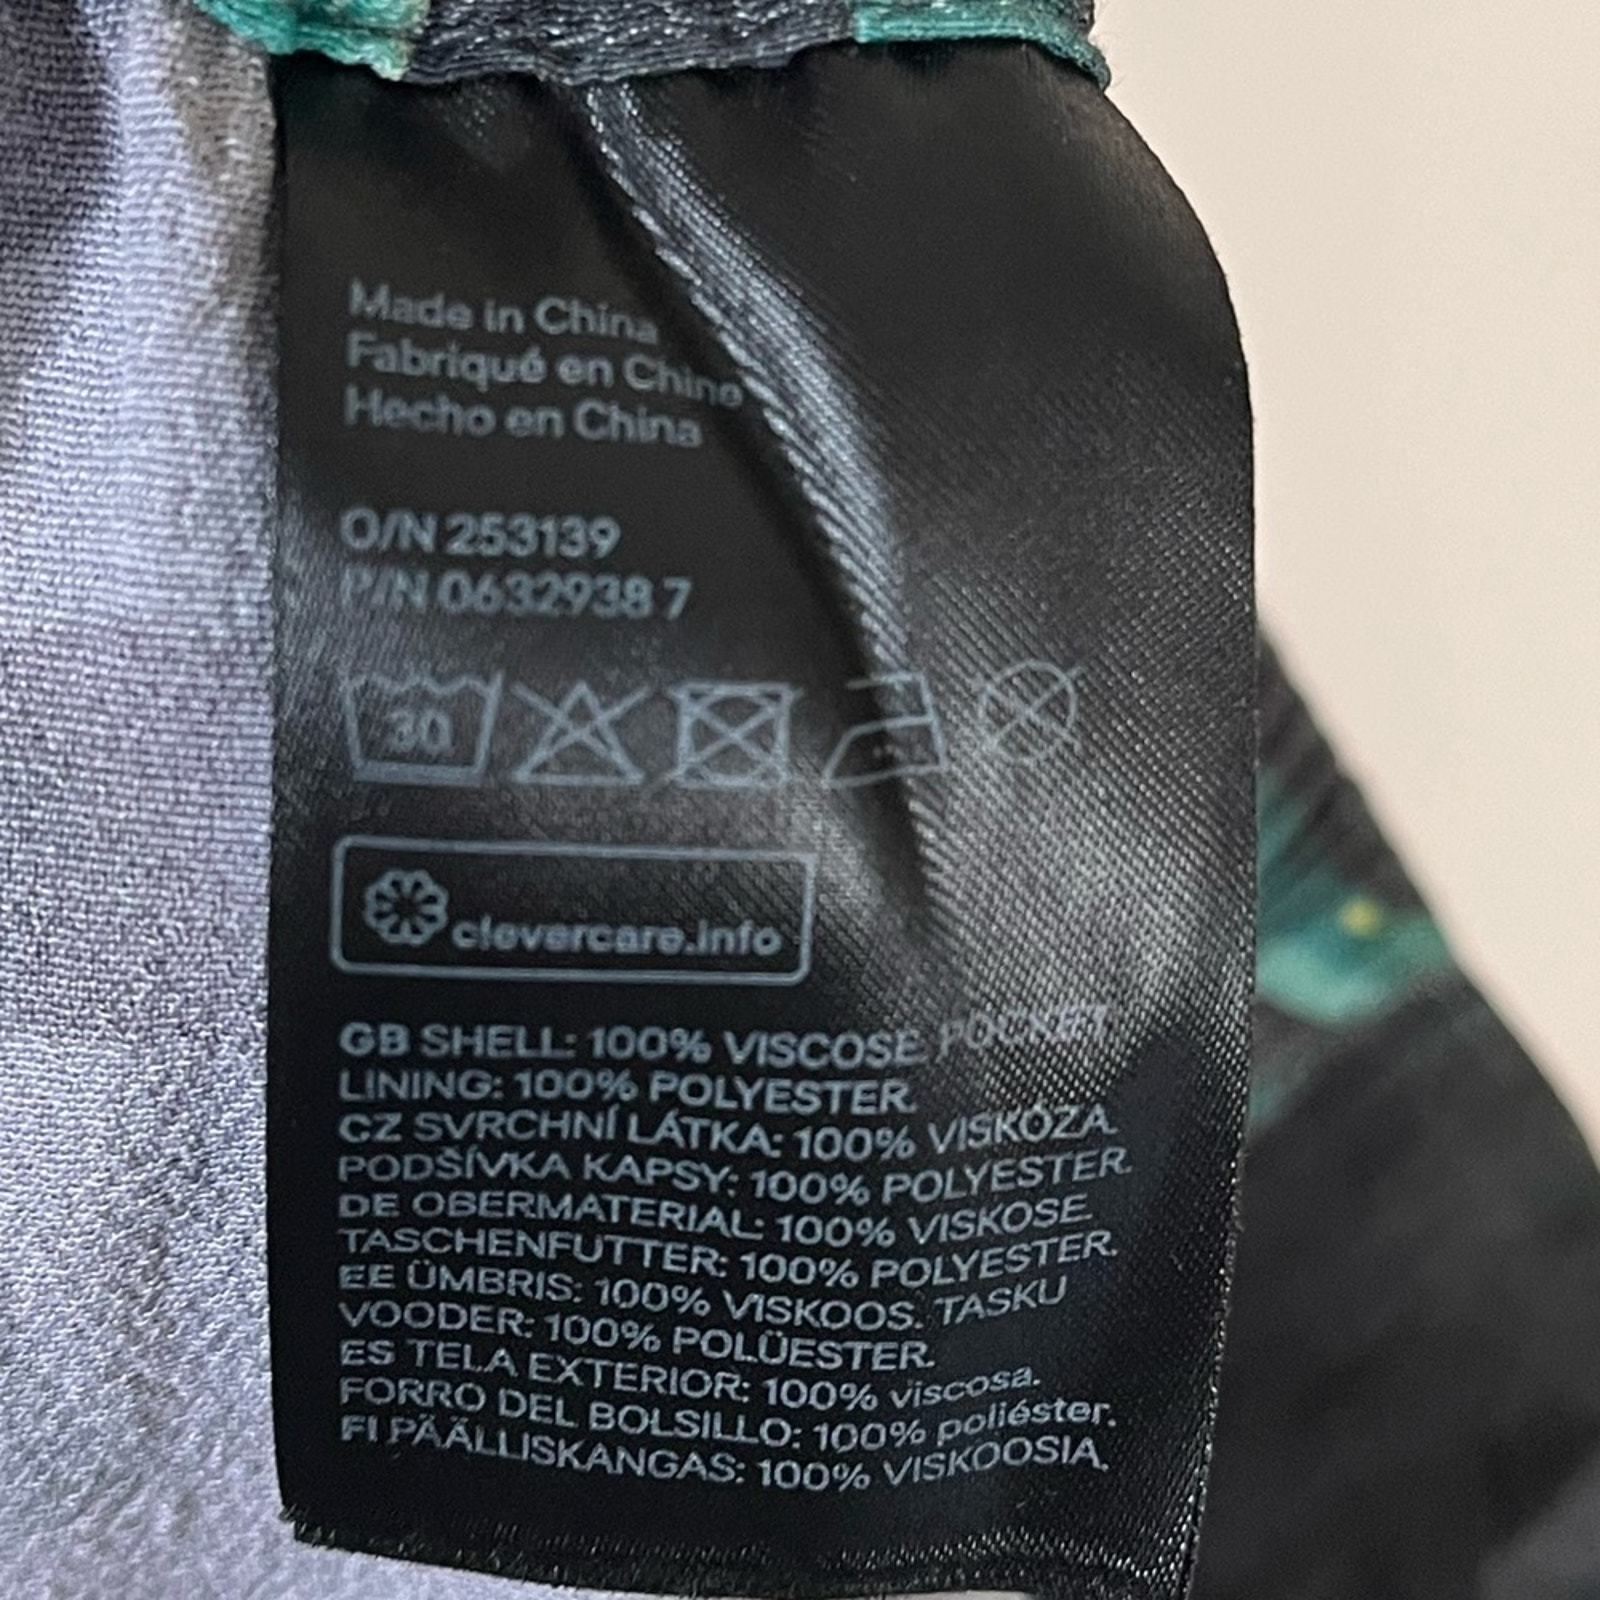 Made in China
Fabriqué en Chine
Hecho en China
O/N 253139
P/N 0632938 7
30
clevercare.info
GB SHELL: 100% VISCOSE POCKET
LINING: 100% POLYESTER.
CZ SVRCHNÍ LÁTKA: 100% VISKÓZA.
PODŠÍVKA KAPSY: 100% POLYESTER.
DE OBERMATERIAL: 100% VISKOSE.
TASCHENFUTTER: 100% POLYESTER.
EE ÜMBRIS: 100% VISKOOS. TASKU
VOODER: 100% POLÜESTER.
ES TELA EXTERIOR: 100% viscosa.
FORRO DEL BOLSILLO: 100% poliéster.
FI PÄÄLLISKANGAS: 100% VISKOOSIA,